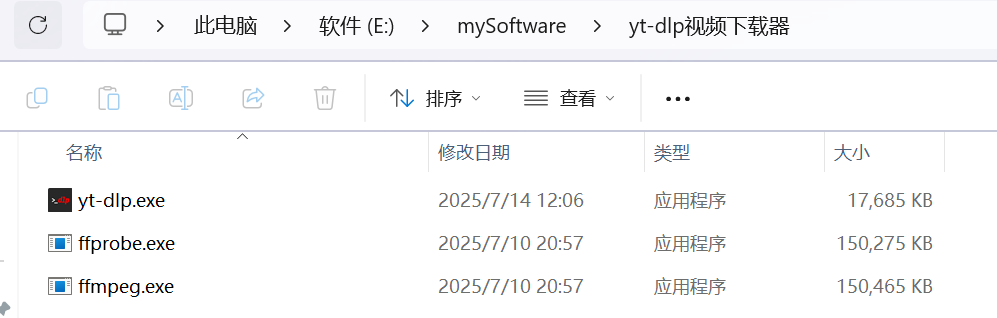 此电脑 > 软件 (E:) > mySoftware > yt-dlp视频下载器
排序 查看
名称 修改日期 类型 大小
yt-dlp.exe 2025/7/14 12:06 应用程序 17,685 KB
ffprobe.exe 2025/7/10 20:57 应用程序 150,275 KB
ffmpeg.exe 2025/7/10 20:57 应用程序 150,465 KB